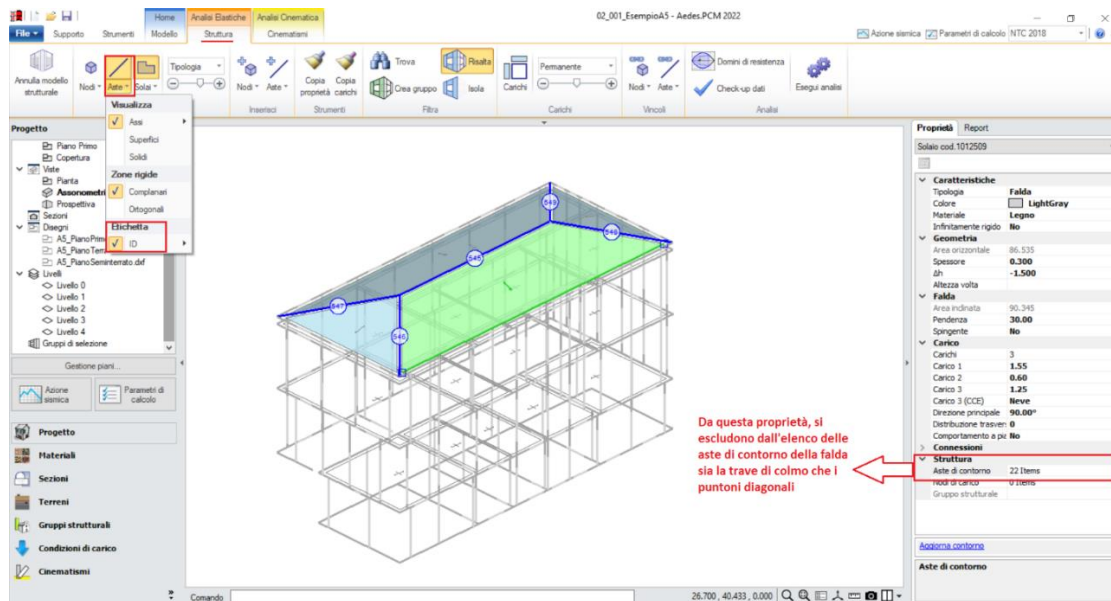 Home Analisi Elastiche Analisi Cinematica 02_001_EsempioA5 - Aedes.PCM 2022
File Supporto Strumenti Modello Struttura Cinematismi Azione sismica Parametri di calcolo NTC 2018
Annulla modello strutturale
Nodi Aste Solai
Tipologia
Nodi Aste
Inserisci
Copia proprietà
Copia carichi
Strumenti
Trova Risalta
Crea gruppo Isola
Filtra
Carichi
Permanente
Carichi
Nodi Aste
Vincoli
Domini di resistenza
Check-up dati
Esegui analisi
Analisi
Visualizza
Assi
Superfici
Solidi
Zone rigide
Complanari
Ortogonali
Etichetta
ID
Progetto
Piano Primo
Copertura
Viste
Pianta
Assonometri
Prospettiva
Sezioni
Disegni
A5_PianoPrim
A5_PianoTerr
A5_PianoSeminterrato.dxf
Livelli
Livello 0
Livello 1
Livello 2
Livello 3
Livello 4
Gruppi di selezione
Gestione piani...
Azione sismica
Parametri di calcolo
Progetto
Materiali
Sezioni
Terreni
Gruppi strutturali
Condizioni di carico
Cinematismi
549
548
545
547
546
Da questa proprietà, si
escludono dall'elenco delle
aste di contorno della falda
sia la trave di colmo che i
puntoni diagonali
Proprietà Report
Solaio cod.1012509
Caratteristiche
Tipologia Falda
Colore LightGray
Materiale Legno
Infinitamente rigido No
Geometria
Area orizzontale 86.535
Spessore 0.300
Δh -1.500
Altezza volta
Falda
Area inclinata 90.345
Pendenza 30.00
Spingente No
Carico
Carichi 3
Carico 1 1.55
Carico 2 0.60
Carico 3 1.25
Carico 3 (CCE) Neve
Direzione principale 90.00°
Distribuzione trasver: 0
Comportamento a pia No
Connessioni
Struttura
Aste di contorno 22 Items
Nodi di carico 0 Items
Gruppo strutturale
Aggiorna contorno
Aste di contorno
Comando 26.700 , 40.433 , 0.000